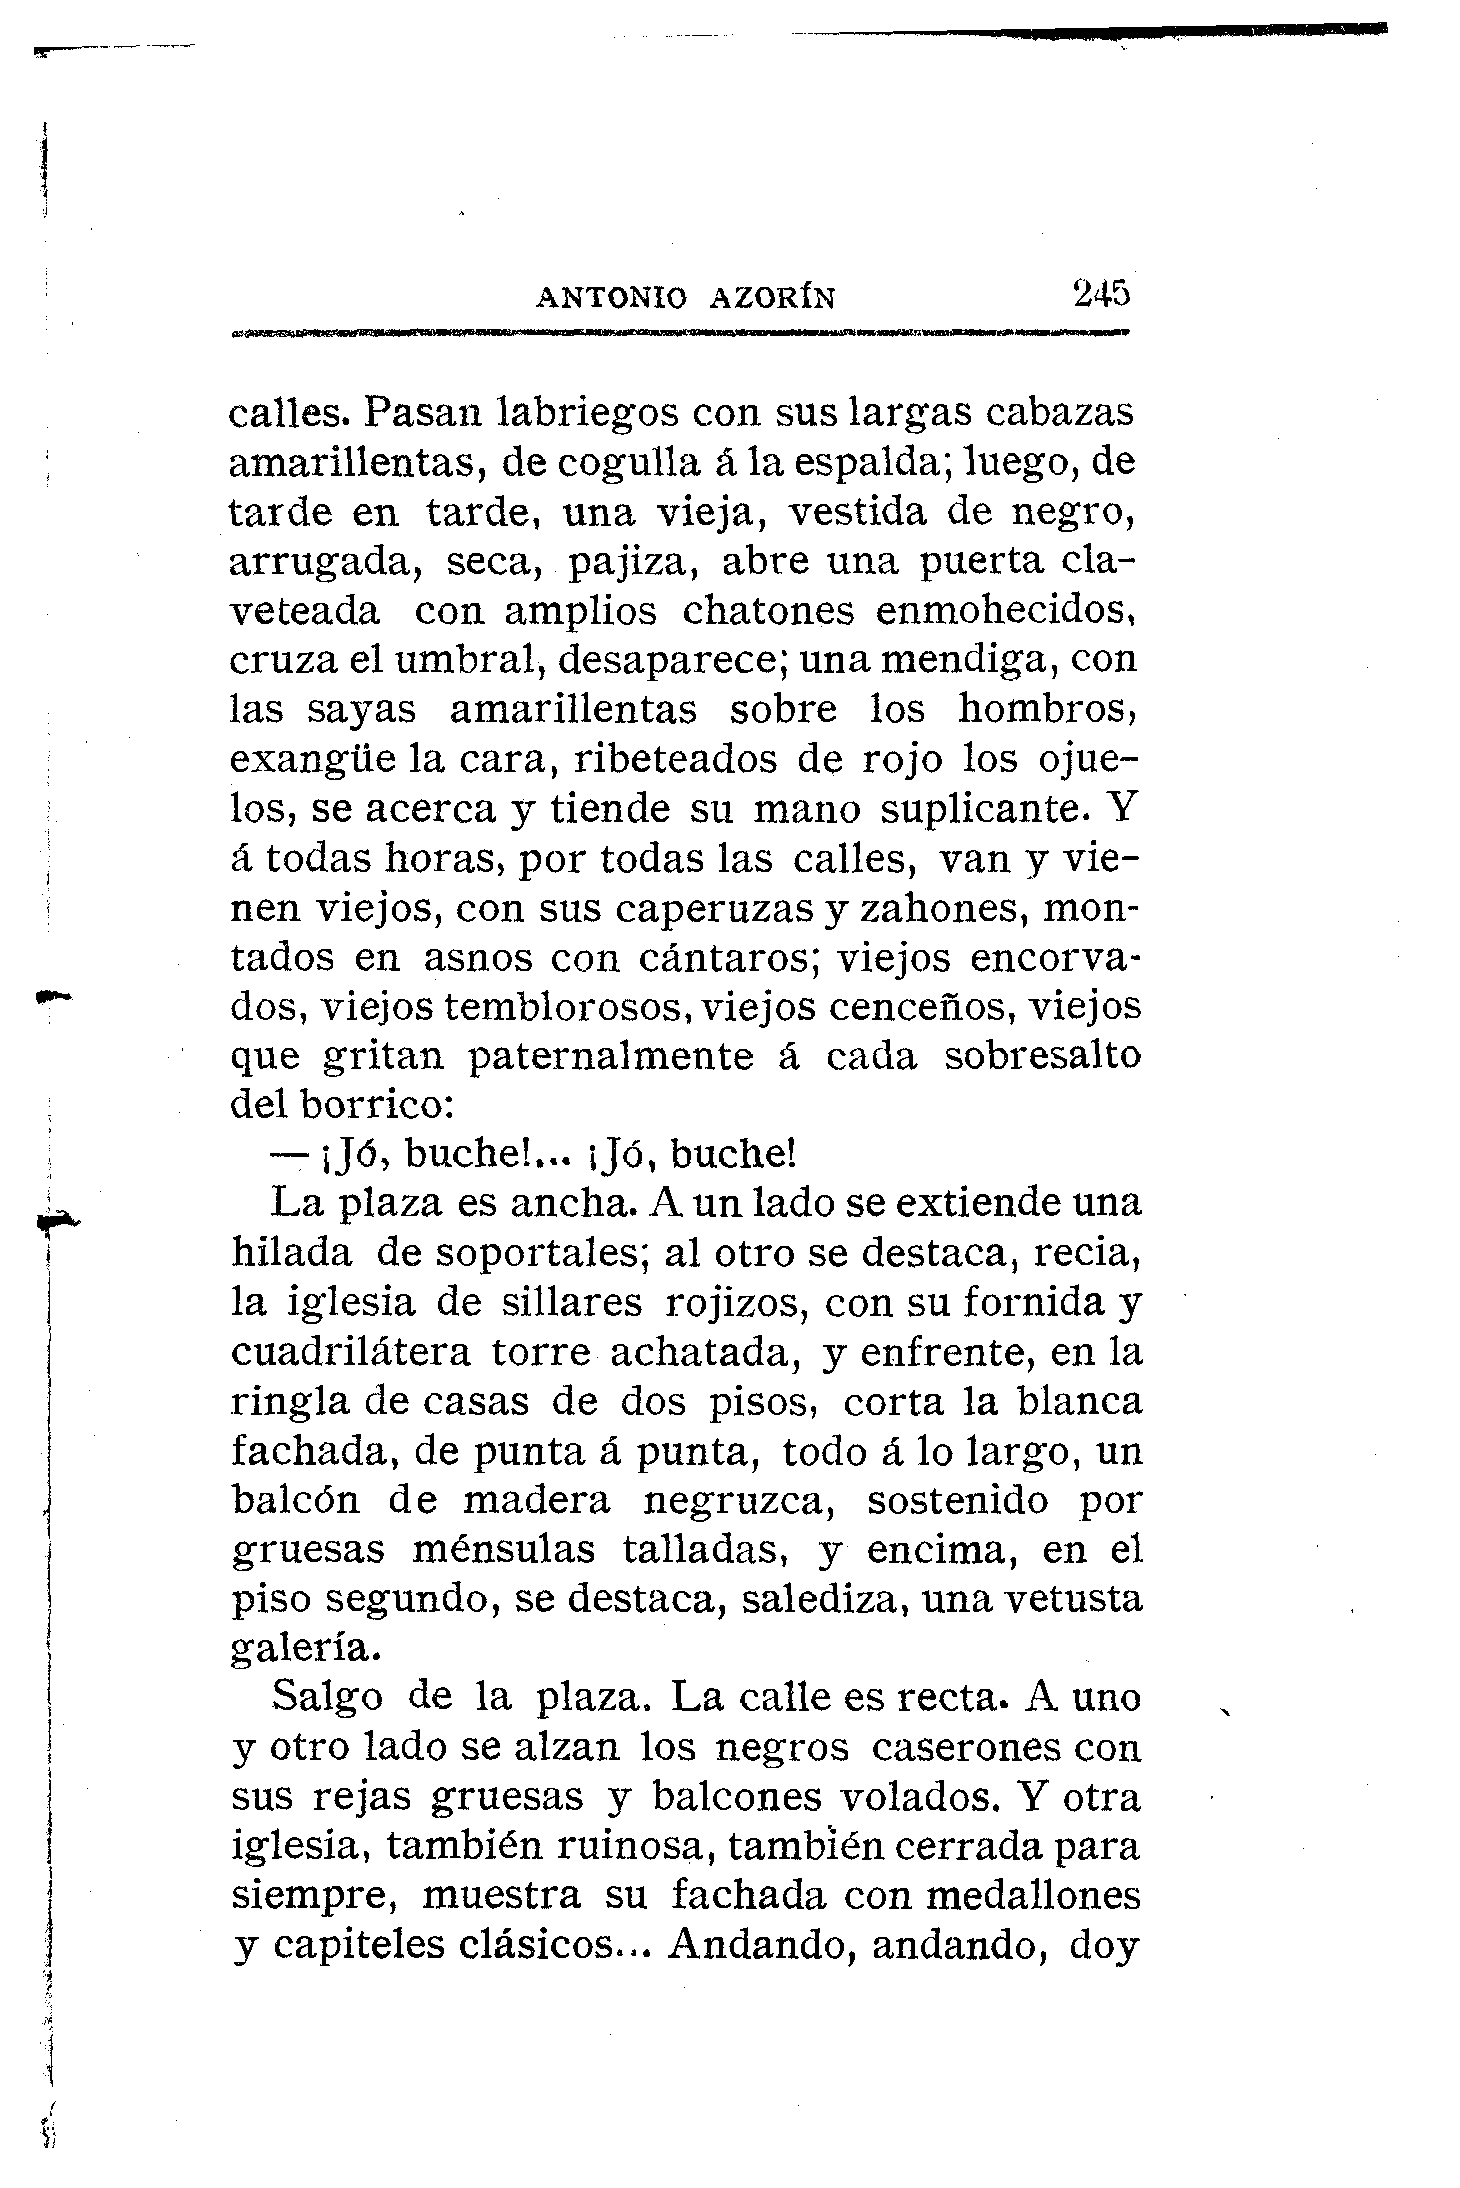 ANTONIO AZORÍN 245
calles. Pasan labriegos con sus largas cabazas
amarillentas, de cogulla á la espalda; luego, de
tarde en tarde, una vieja, vestida de negro,
arrugada, seca, pajiza, abre una puerta cla-
veteada con amplios chatones enmohecidos,
cruza el umbral, desaparece; una mendiga, con
las sayas amarillentas sobre los hombros,
exangüe la cara, ribeteados de rojo los ojue-
los, se acerca y tiende su mano suplicante. Y
á todas horas, por todas las calles, van y vie-
nen viejos, con sus caperuzas y zahones, mon-
tados en asnos con cántaros; viejos encorva-
dos, viejos temblorosos, viejos cenceños, viejos
que gritan paternalmente á cada sobresalto
del borrico:
— ¡Jó, buche!... ¡Jó, buche!
La plaza es ancha. A un lado se extiende una
hilada de soportales; al otro se destaca, recia,
la iglesia de sillares rojizos, con su fornida y
cuadrilátera torre achatada, y enfrente, en la
ringla de casas de dos pisos, corta la blanca
fachada, de punta á punta, todo á lo largo, un
balcón de madera negruzca, sostenido por
gruesas ménsulas talladas, y encima, en el
piso segundo, se destaca, salediza, una vetusta
galería.
Salgo de la plaza. La calle es recta. A uno
y otro lado se alzan los negros caserones con
sus rejas gruesas y balcones volados. Y otra
iglesia, también ruinosa, también cerrada para
siempre, muestra su fachada con medallones
y capiteles clásicos... Andando, andando, doy